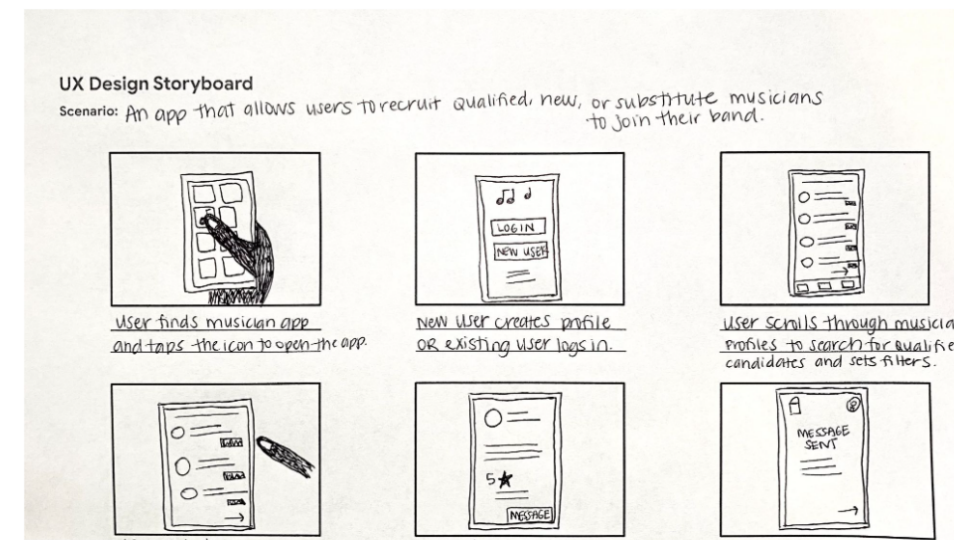 UX Design Storyboard
Scenario: An app that allows users to recruit qualified, new, or substitute musicians
to join their band.
LOGIN
NEW USER
User finds musician app
and taps the icon to open the app.
New user creates profile
OR existing user logs in.
User scrolls through
profiles to search for
candidates and sets filters.
5★
MESSAGE
MESSAGE
SENT